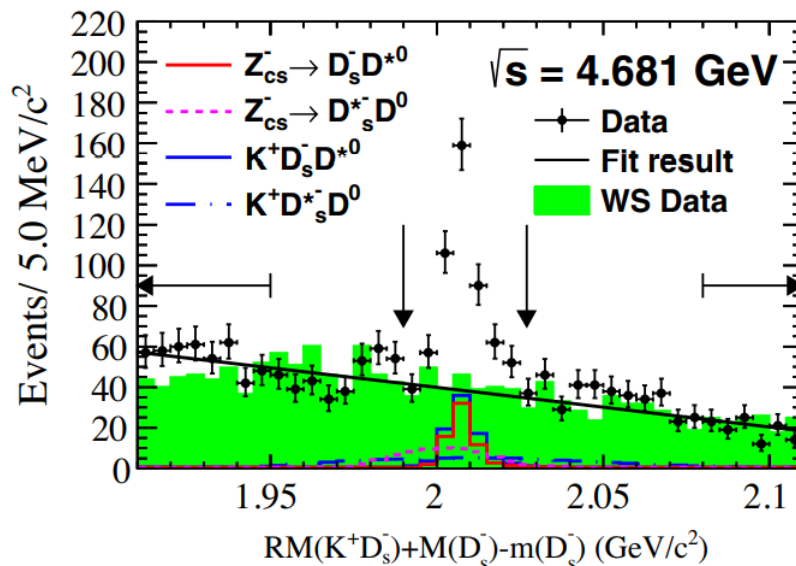 Events/ 5.0 MeV/c²
220
200
180
160
140
120
100
80
60
40
20
0
Z⁻cs→ D⁻sD*⁰
Z⁻cs→ D*⁻sD⁰
K⁺D⁻sD*⁰
K⁺D*⁻sD⁰
√s = 4.681 GeV
Data
Fit result
WS Data
1.95 2 2.05 2.1
RM(K⁺D⁻s)+M(D⁻s)-m(D⁻s) (GeV/c²)